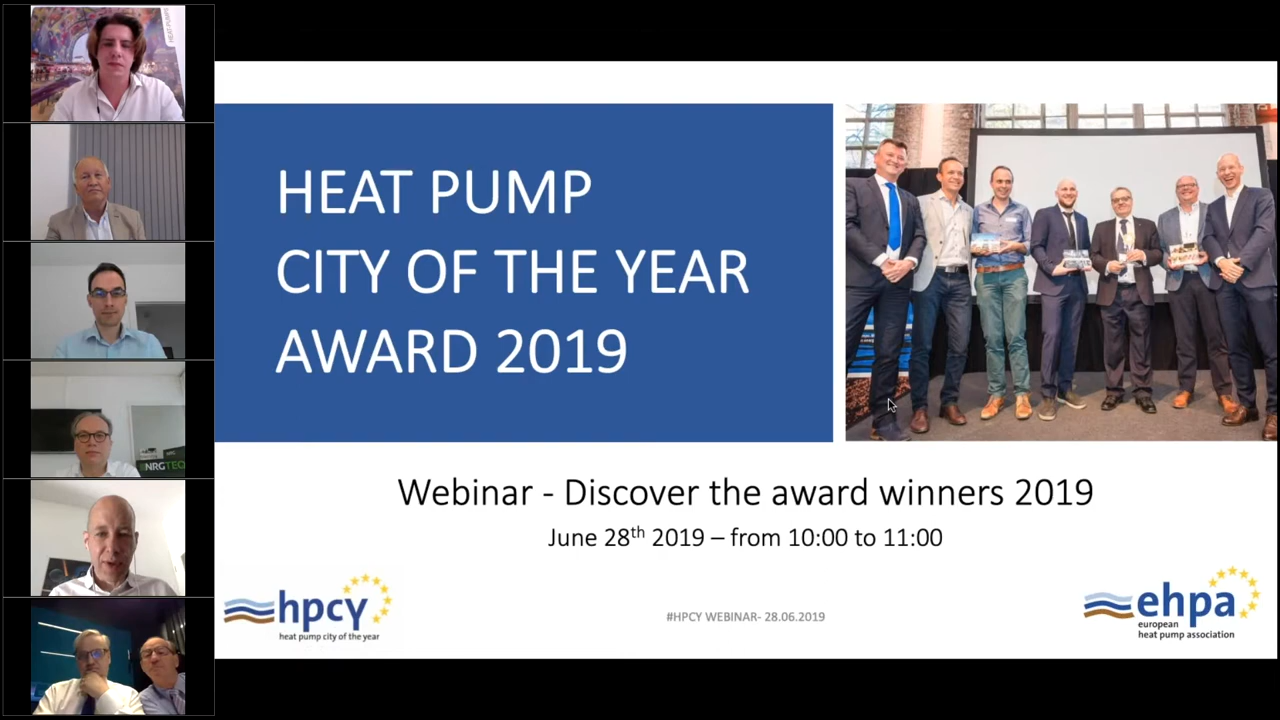 HEAT PUMP
CITY OF THE YEAR
AWARD 2019
Webinar - Discover the award winners 2019
June 28th 2019 – from 10:00 to 11:00
hpcy
heat pump city of the year
#HPCY WEBINAR- 28.06.2019
ehpa
european
heat pump association
HEAT-PUMPS
NRGTEQ